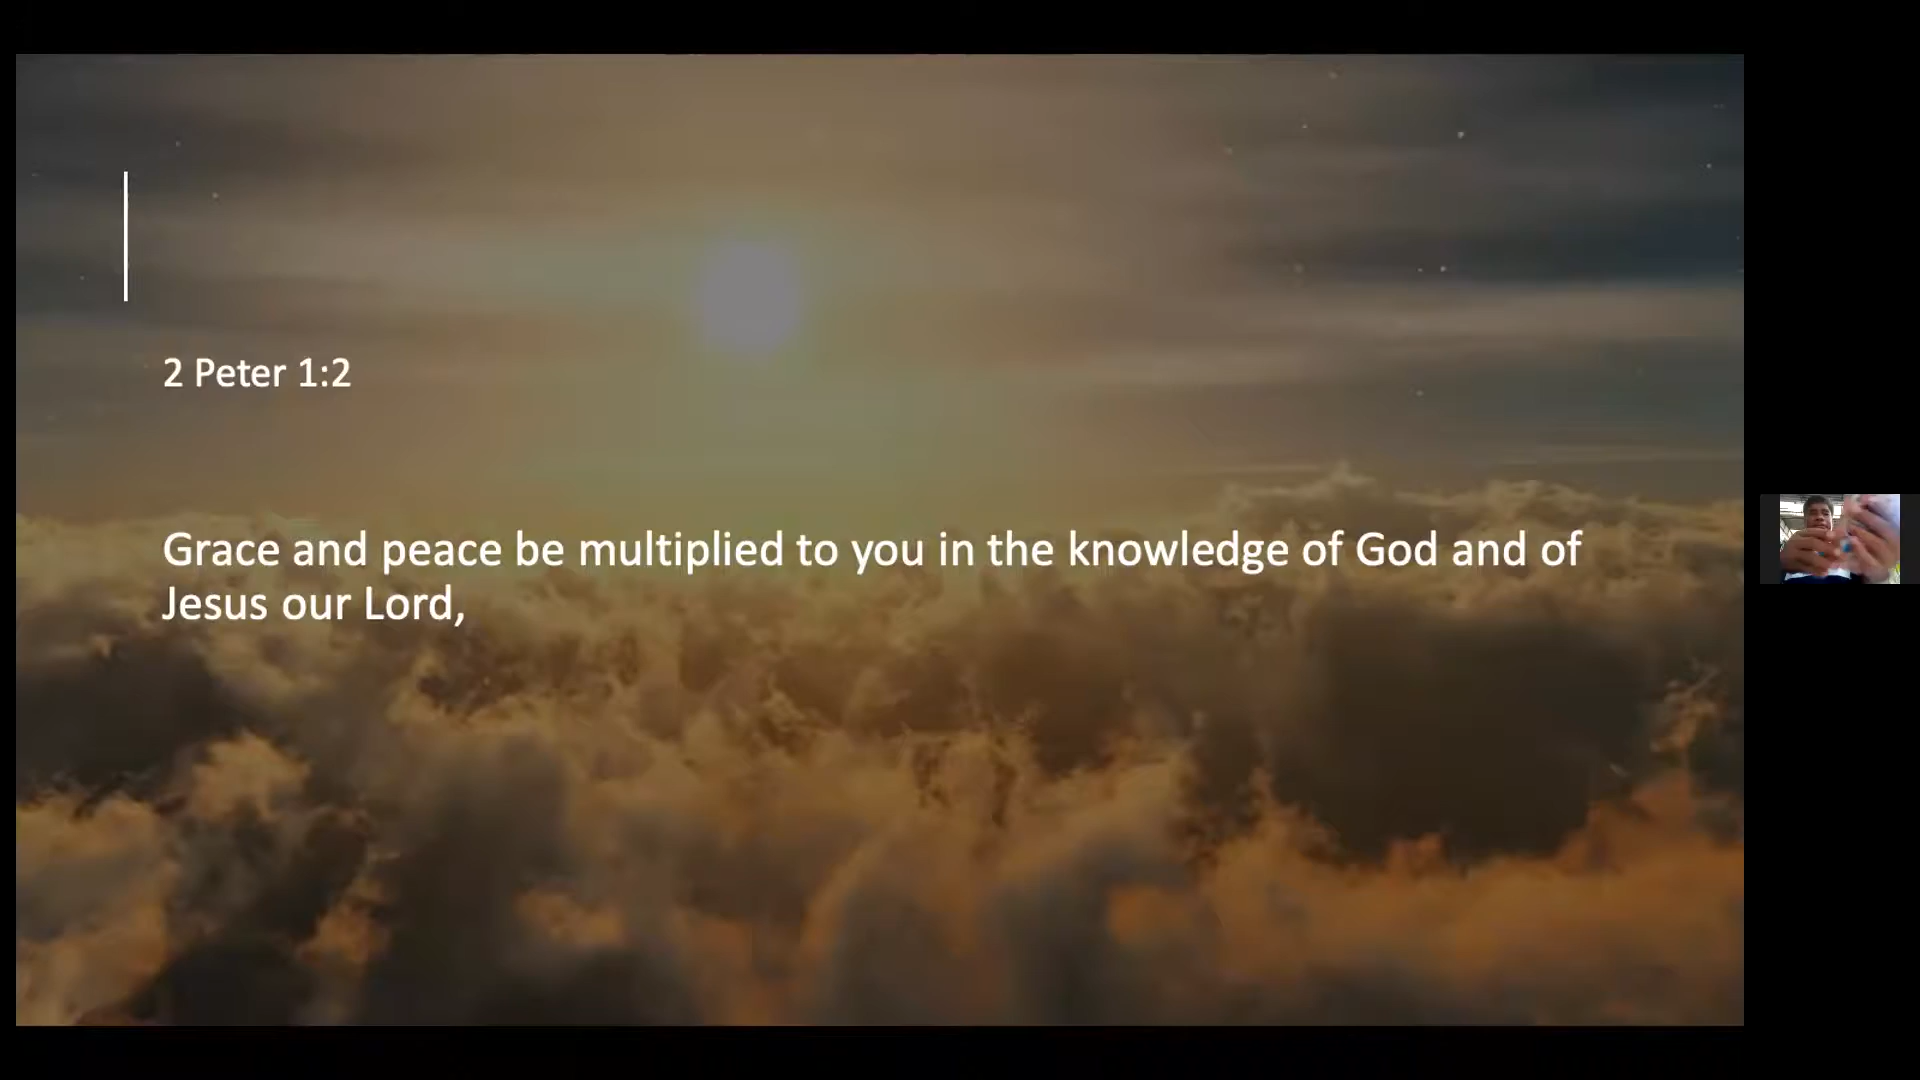 2 Peter 1:2
Grace and peace be multiplied to you in the knowledge of God and of
Jesus our Lord,